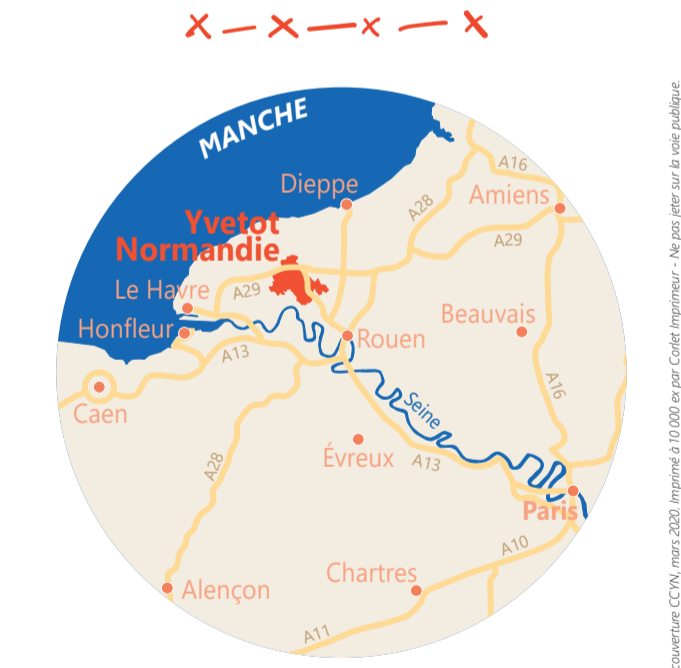 MANCHE
Dieppe
A16
Amiens
A28
Yvetot
Normandie
A29
Le Havre
A29
Beauvais
Honfleur
Rouen
A13
A16
Caen
Seine
Évreux
A13
A28
Paris
A10
Chartres
Alençon
A11
couverture CCYN, mars 2020. Imprimé à 10 000 ex par Corlet Imprimeur - Ne pas jeter sur la voie publique.